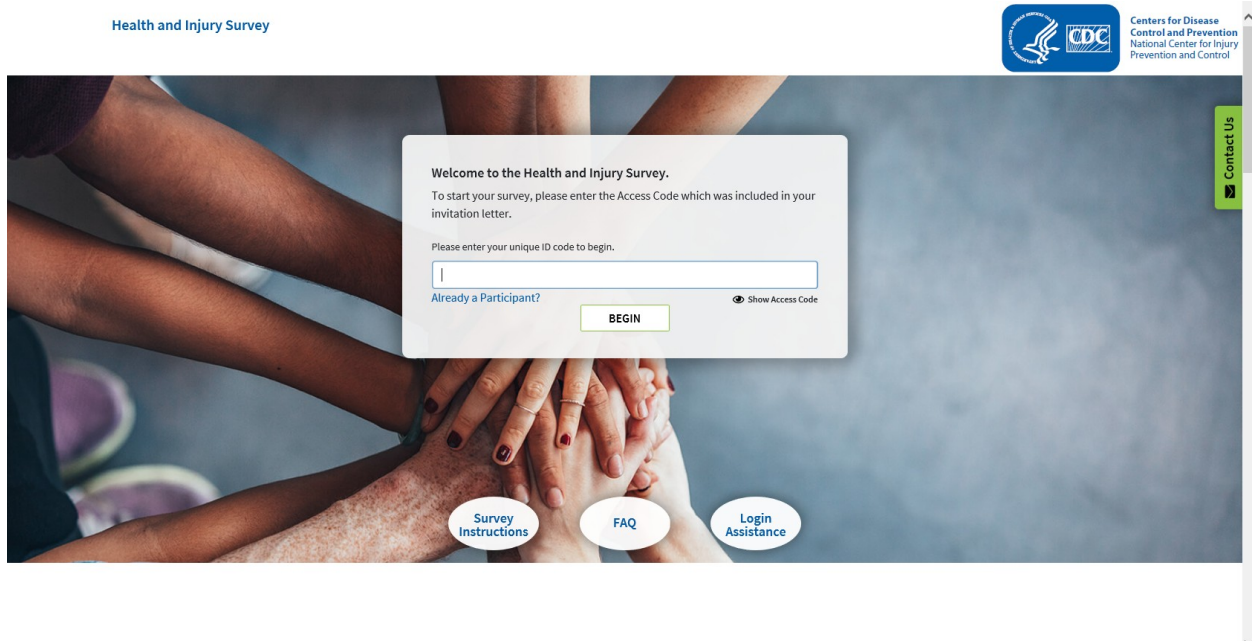 Health and Injury Survey
CDC
Centers for Disease
Control and Prevention
National Center for Injury
Prevention and Control
Contact Us
Welcome to the Health and Injury Survey.
To start your survey, please enter the Access Code which was included in your
invitation letter.
Please enter your unique ID code to begin.
Already a Participant?
Show Access Code
BEGIN
Survey
Instructions
FAQ
Login
Assistance